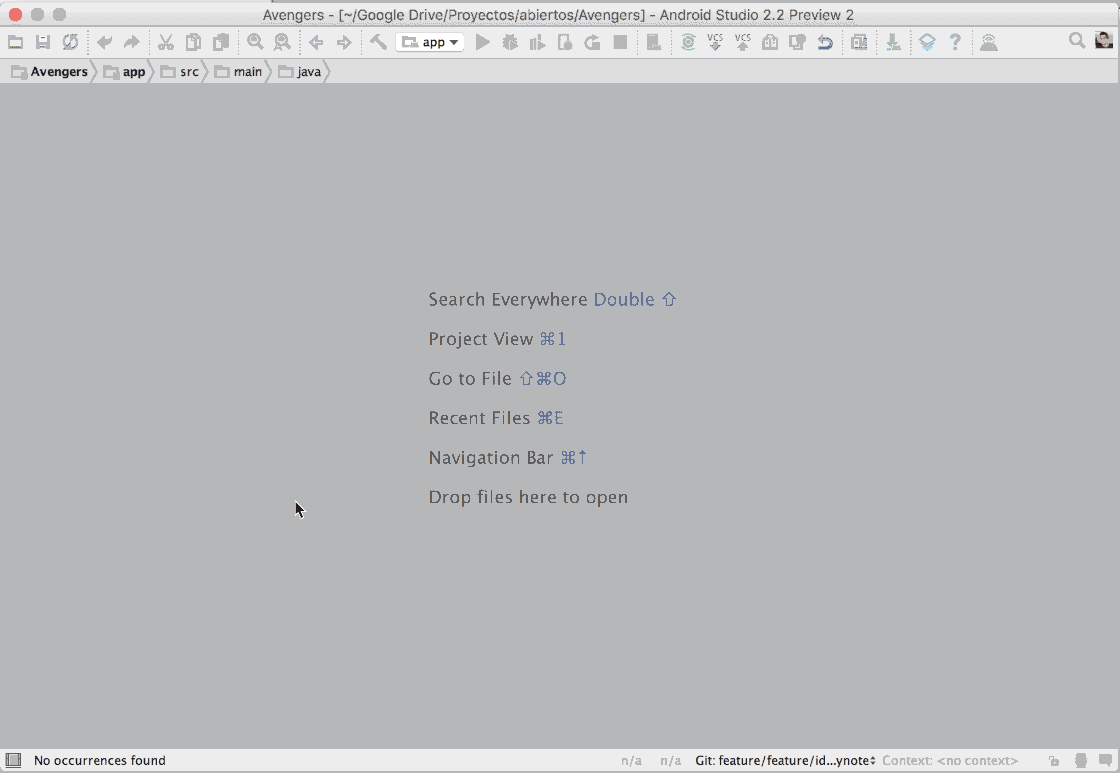 Avengers - [~/Google Drive/Proyectos/abiertos/Avengers] - Android Studio 2.2 Preview 2
app VCS VCS ?
Avengers app src main java
Search Everywhere Double ⇧
Project View ⌘1
Go to File ⇧⌘O
Recent Files ⌘E
Navigation Bar ⌘↑
Drop files here to open
No occurrences found n/a n/a Git: feature/feature/id...ynote Context: <no context>